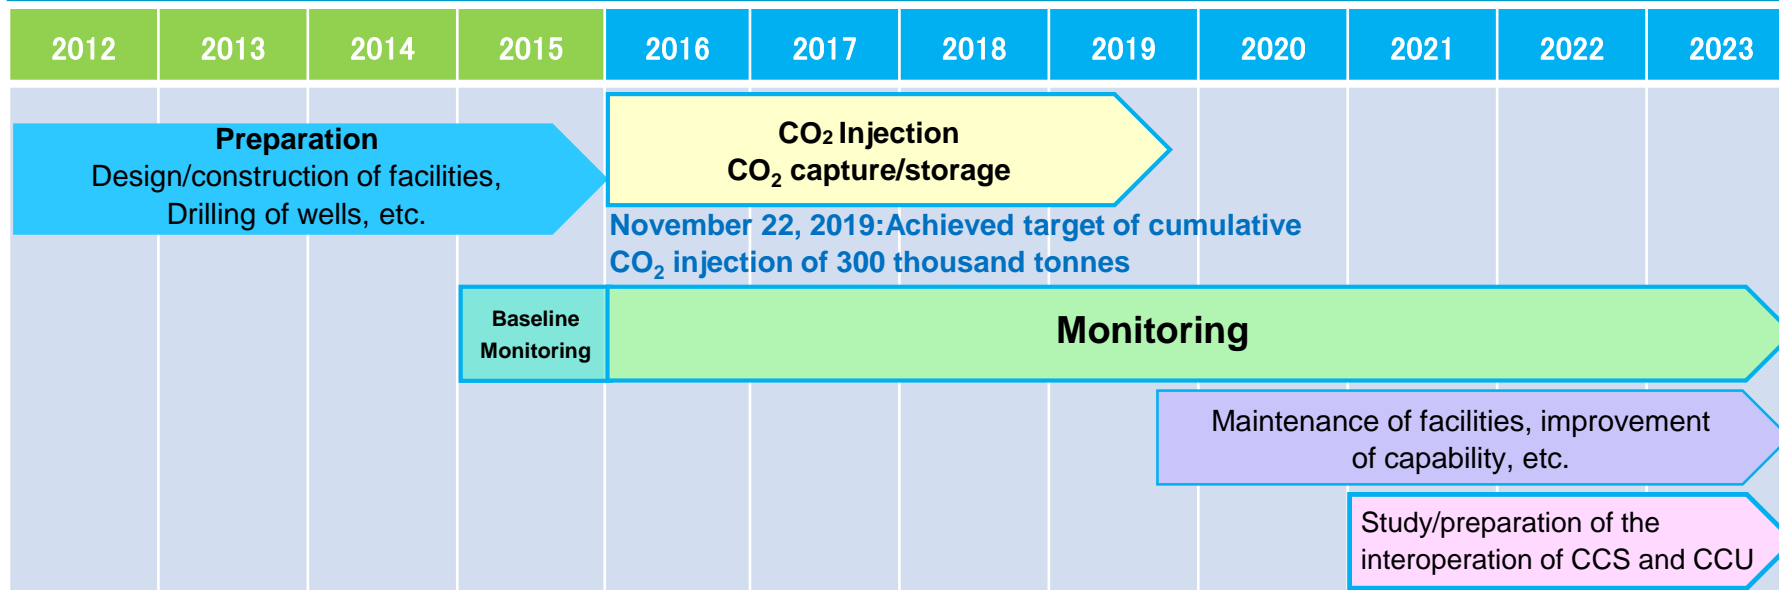 2012 2013 2014 2015 2016 2017 2018 2019 2020 2021 2022 2023
Preparation
Design/construction of facilities,
Drilling of wells, etc.
CO₂ Injection
CO₂ capture/storage
November 22, 2019:Achieved target of cumulative
CO₂ injection of 300 thousand tonnes
Baseline
Monitoring
Monitoring
Maintenance of facilities, improvement
of capability, etc.
Study/preparation of the
interoperation of CCS and CCU